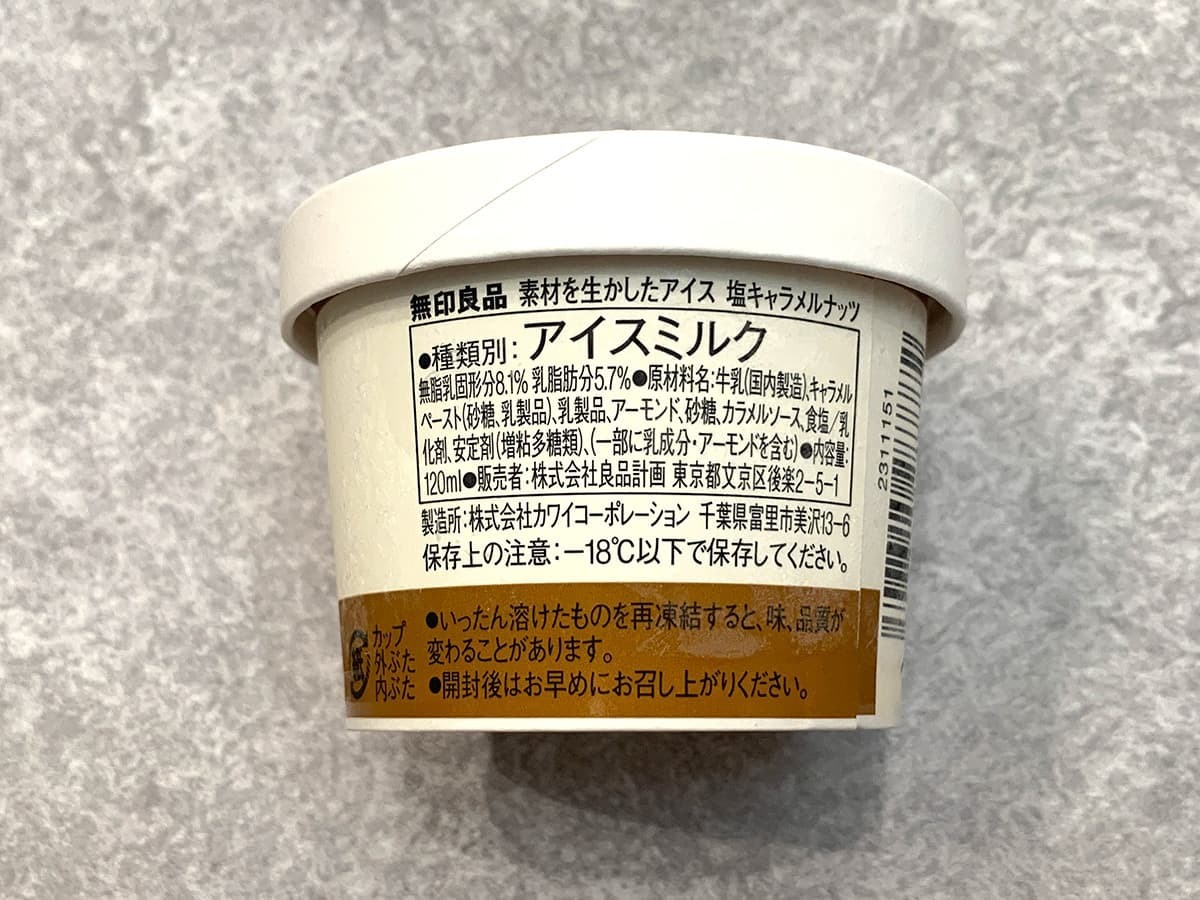 無印良品 素材を生かしたアイス 塩キャラメルナッツ
●種類別：アイスミルク
無脂乳固形分8.1% 乳脂肪分5.7%●原材料名：牛乳（国内製造）、キャラメル
ペースト（砂糖、乳製品）、乳製品、アーモンド、砂糖、カラメルソース、食塩／乳
化剤、安定剤（増粘多糖類）、（一部に乳成分・アーモンドを含む）●内容量：
120ml●販売者：株式会社良品計画 東京都文京区後楽2-5-1
製造所：株式会社カワイコーポレーション 千葉県富里市美沢13-6
保存上の注意：－18℃以下で保存してください。
●いったん溶けたものを再凍結すると、味、品質が
変わることがあります。
●開封後はお早めにお召し上がりください。
紙
カップ
外ぶた
内ぶた
2311151